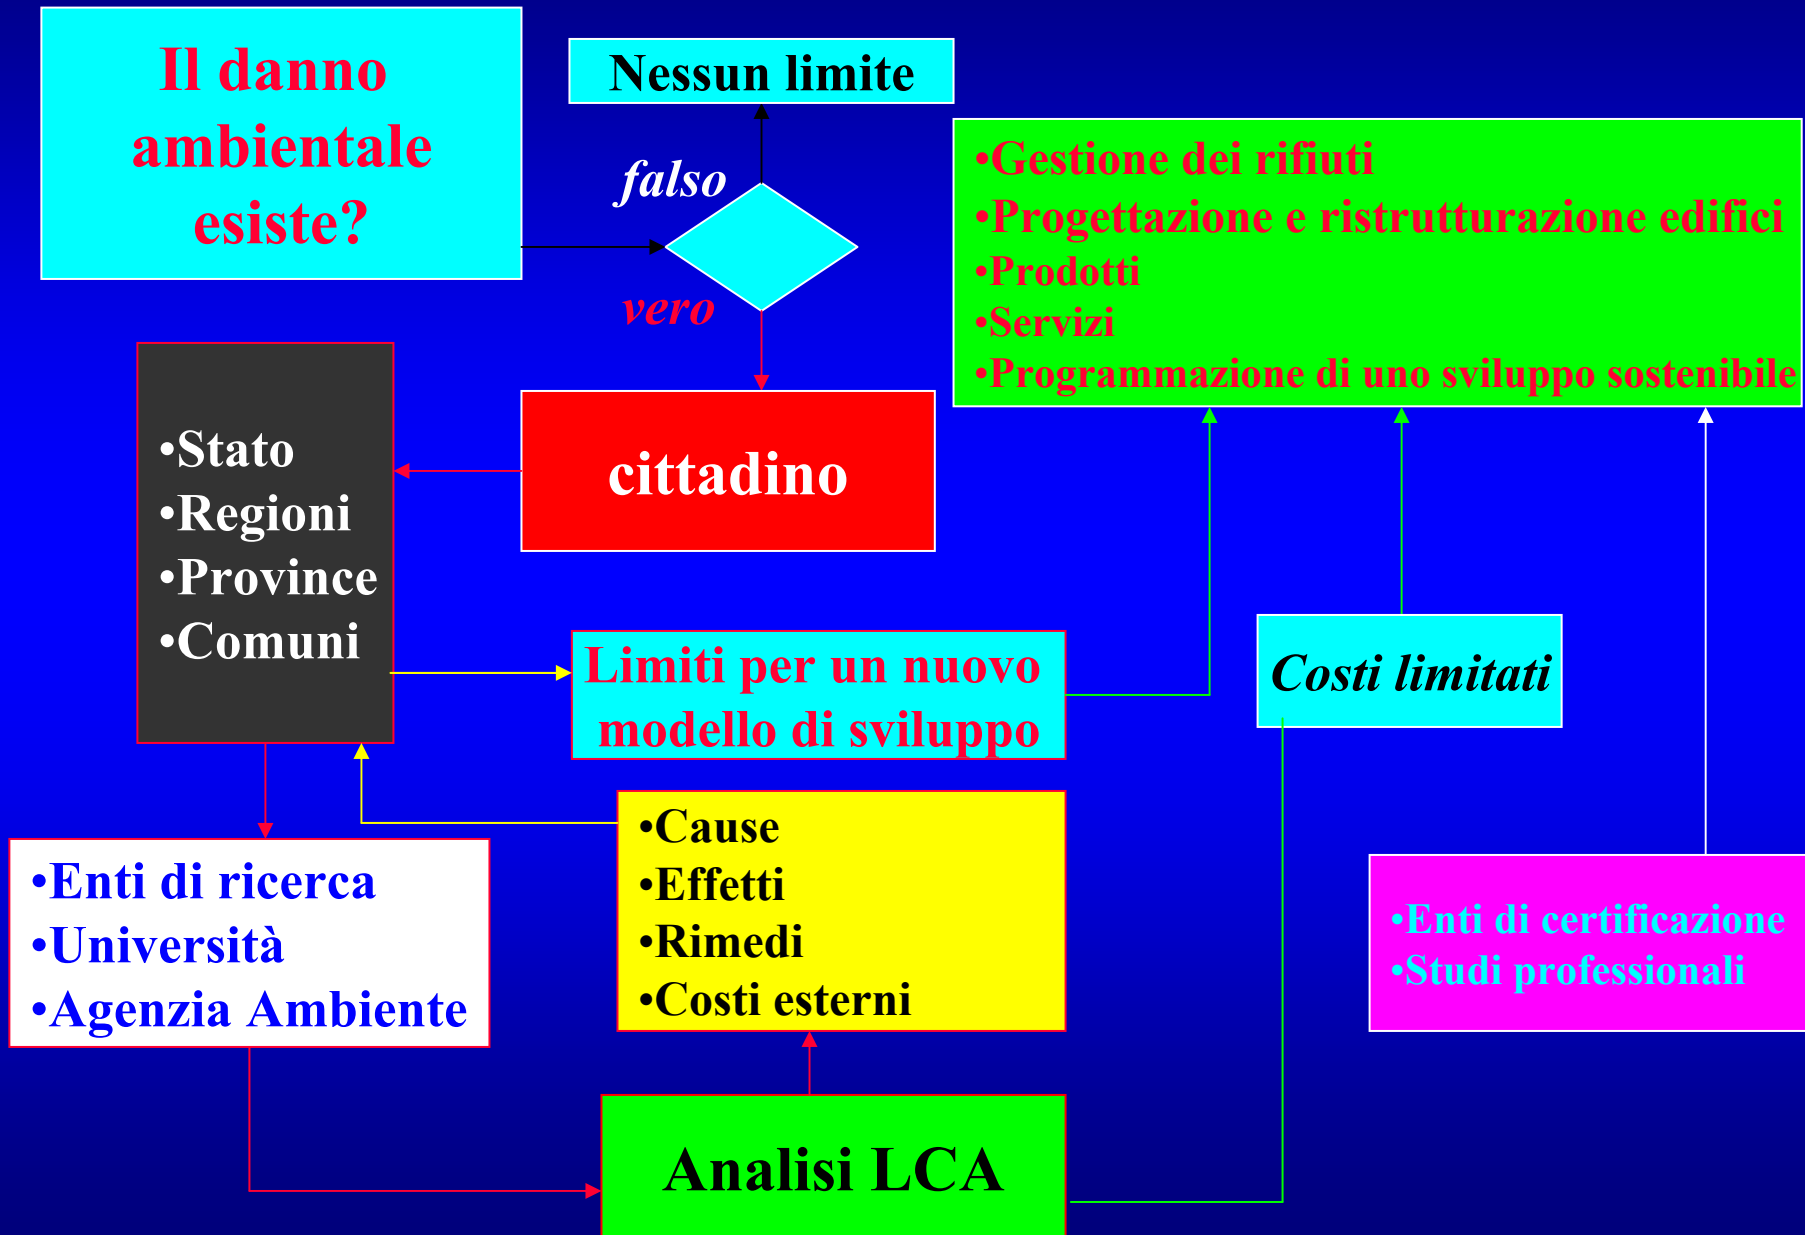 Il danno
ambientale
esiste?
Nessun limite
falso
vero
•Gestione dei rifiuti
•Progettazione e ristrutturazione edifici
•Prodotti
•Servizi
•Programmazione di uno sviluppo sostenibile
cittadino
•Stato
•Regioni
•Province
•Comuni
Limiti per un nuovo
modello di sviluppo
Costi limitati
•Cause
•Effetti
•Rimedi
•Costi esterni
•Enti di ricerca
•Università
•Agenzia Ambiente
•Enti di certificazione
•Studi professionali
Analisi LCA